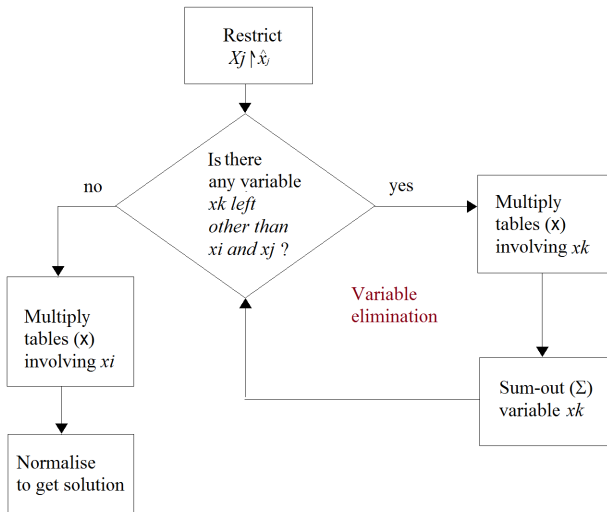 Restrict
Xj↾x̂j
Is there
any variable
xk left
other than
xi and xj ?
no
yes
Multiply
tables (x)
involving xk
Variable
elimination
Multiply
tables (x)
involving xi
Sum-out (Σ)
variable xk
Normalise
to get solution